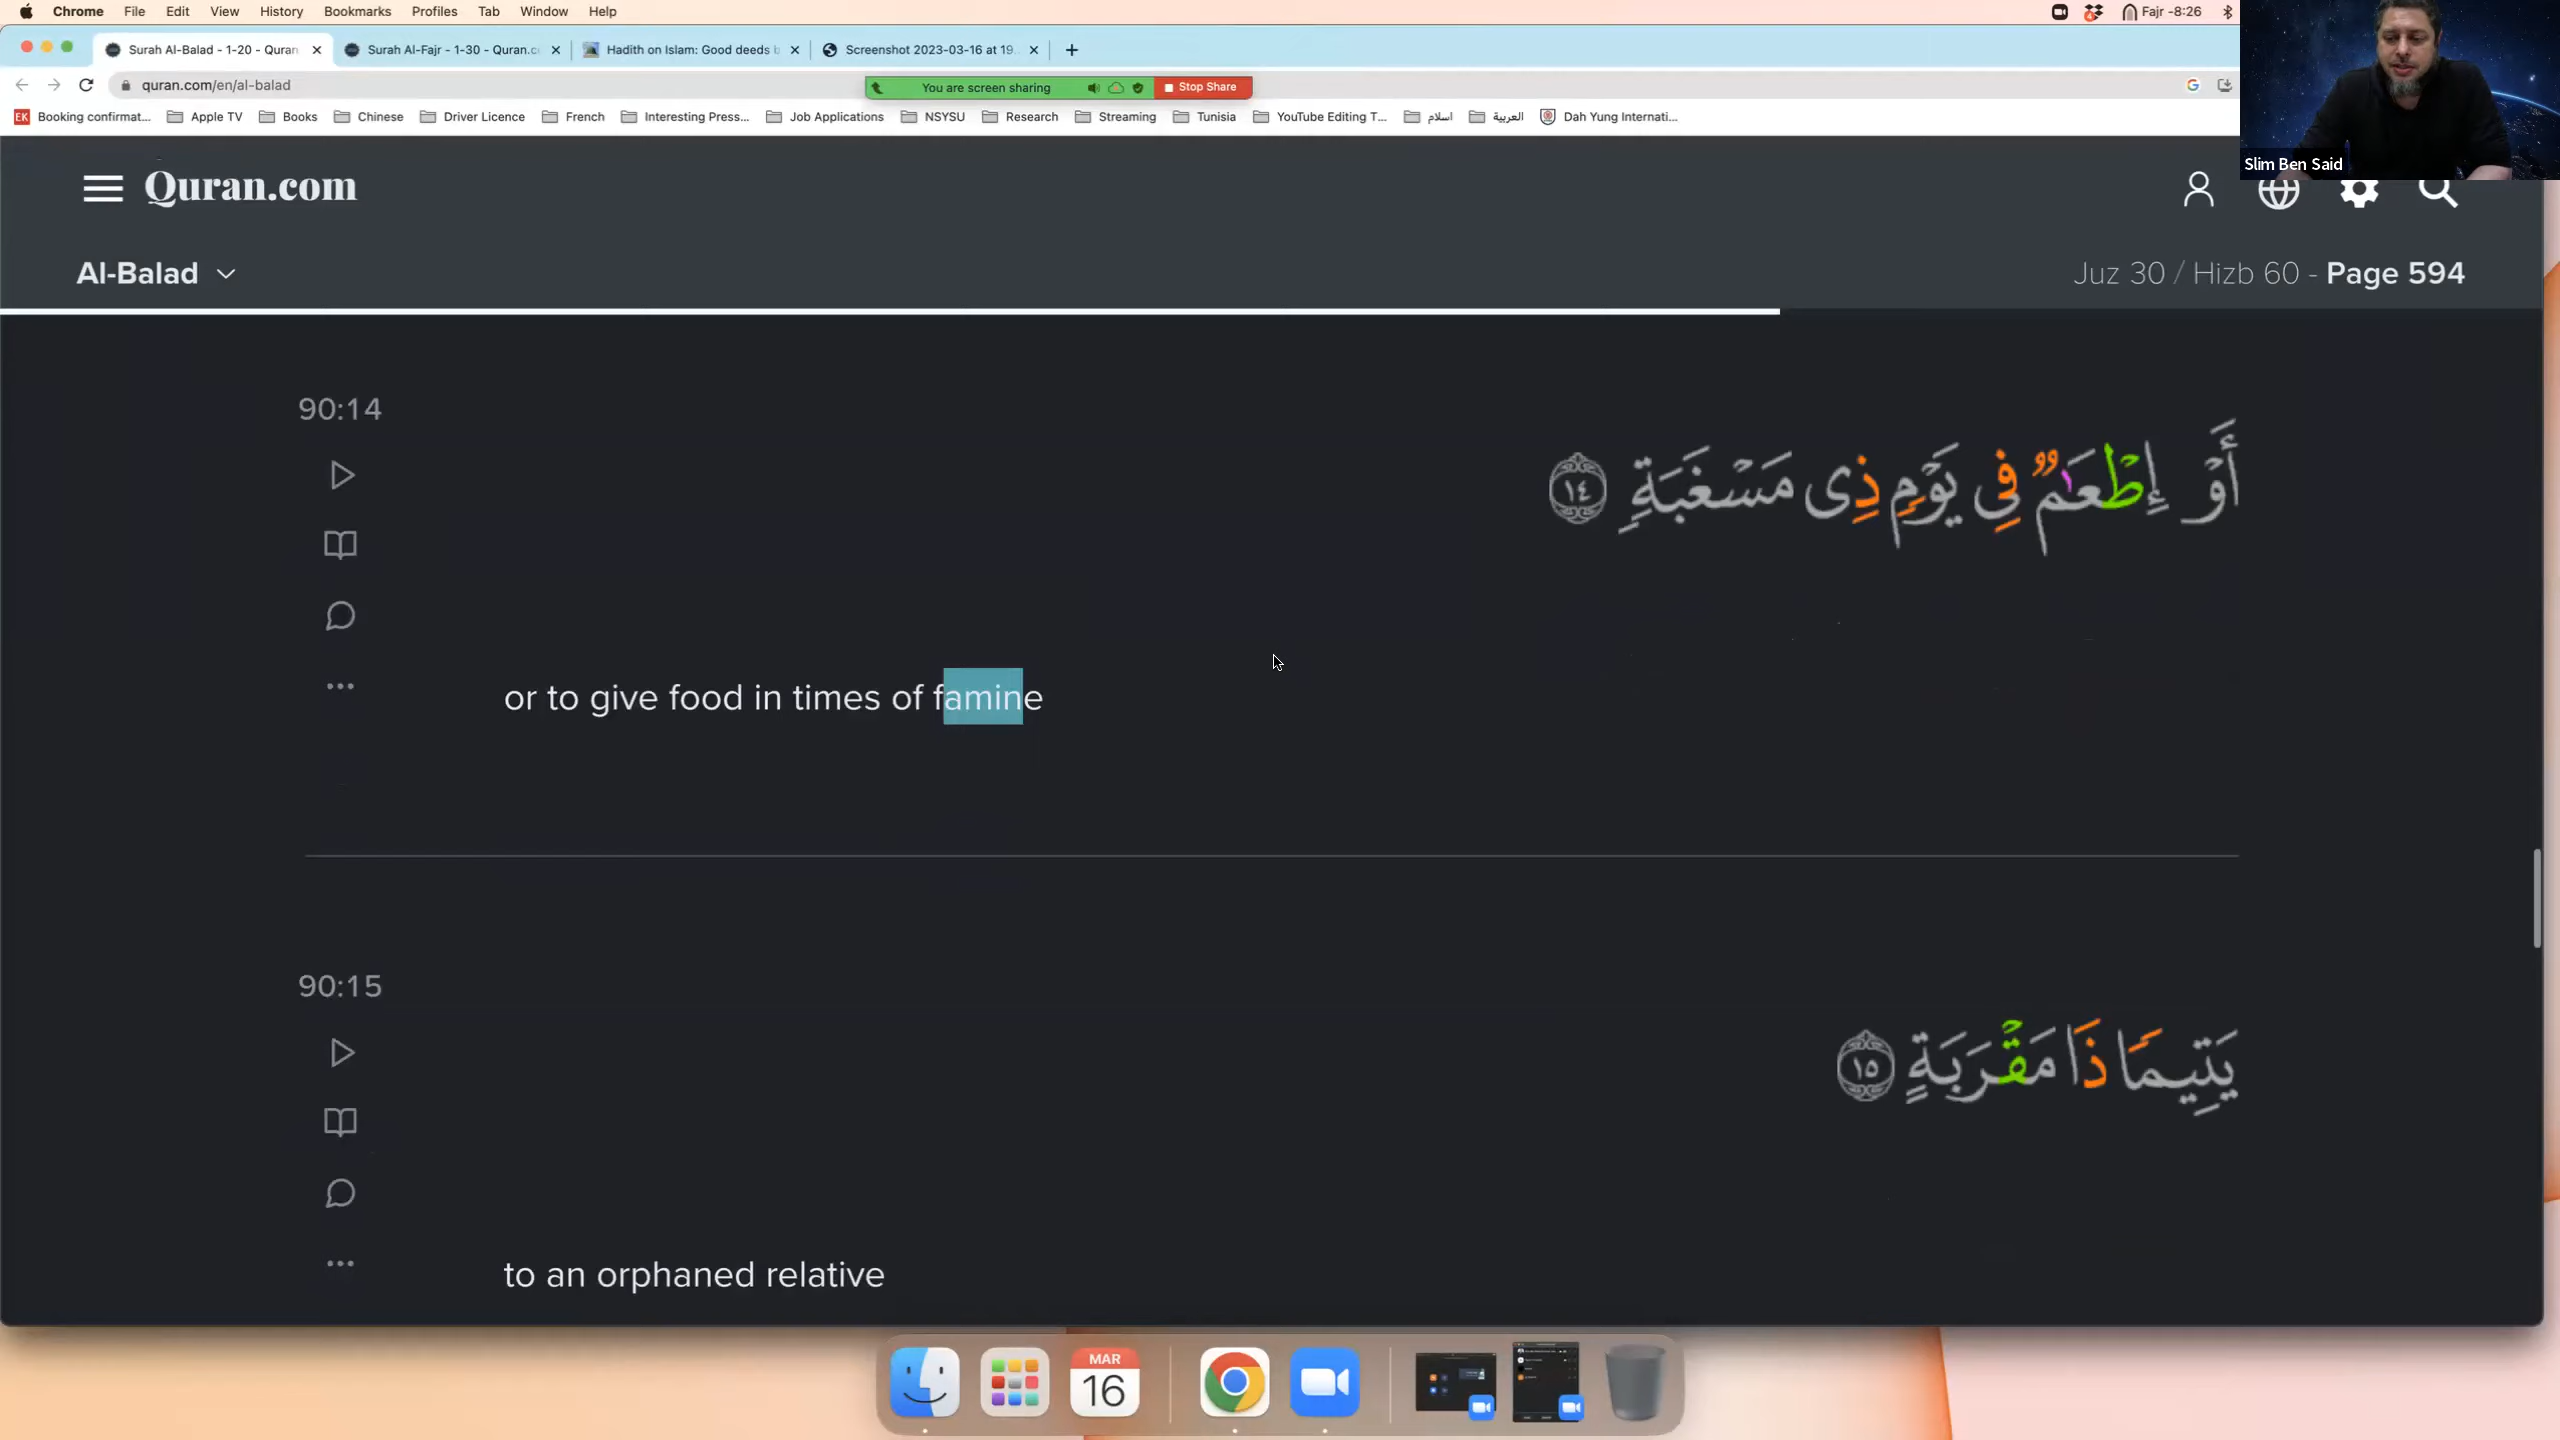 Chrome File Edit View History Bookmarks Profiles Tab Window Help Fajr -8:26
Surah Al-Balad - 1-20 - Quran Surah Al-Fajr - 1-30 - Quran.c Hadith on Islam: Good deeds b Screenshot 2023-03-16 at 19.
quran.com/en/al-balad
You are screen sharing Stop Share
EK Booking confirmat... Apple TV Books Chinese Driver Licence French Interesting Press... Job Applications NSYSU Research Streaming Tunisia YouTube Editing T... اسلام العربية Dah Yung Internati...
Slim Ben Said
Quran.com
Al-Balad
Juz 30 / Hizb 60 - Page 594
90:14
أَوْ إِطْعَـٰمٌ فِى يَوْمٍ ذِى مَسْغَبَةٍ ١٤
or to give food in times of famine
90:15
يَتِيمًا ذَا مَقْرَبَةٍ ١٥
to an orphaned relative
MAR
16